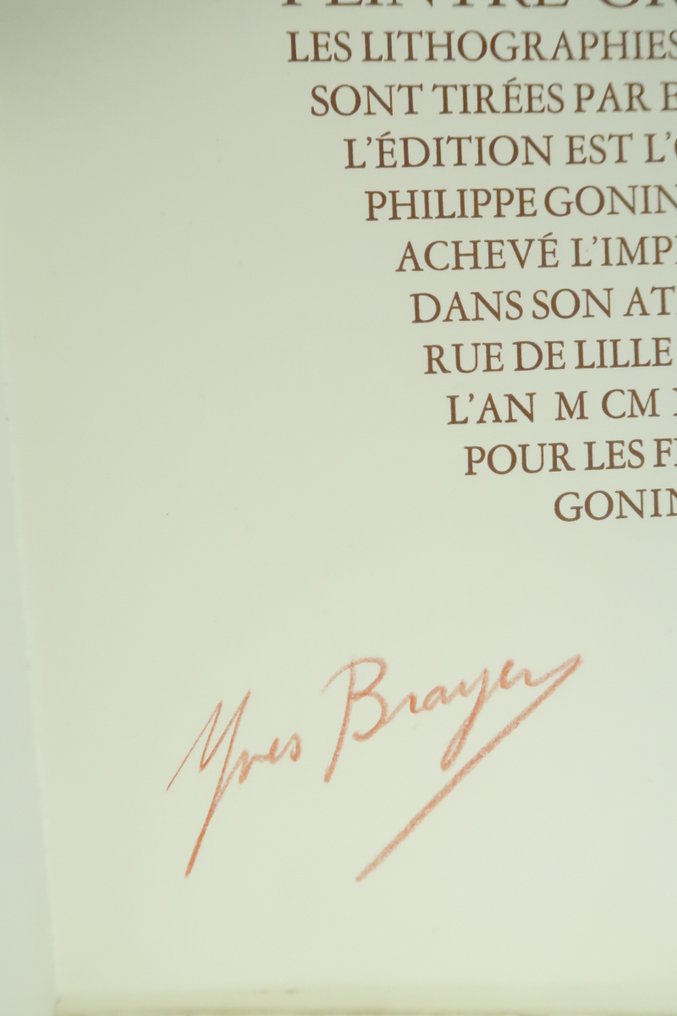 LES LITHOGRAPHIES
SONT TIRÉES PAR E
L'ÉDITION EST L'
PHILIPPE GONIN
ACHEVÉ L'IMP
DANS SON AT
RUE DE LILLE
L'AN M CM
POUR LES F
GONIN
Yves Brayer